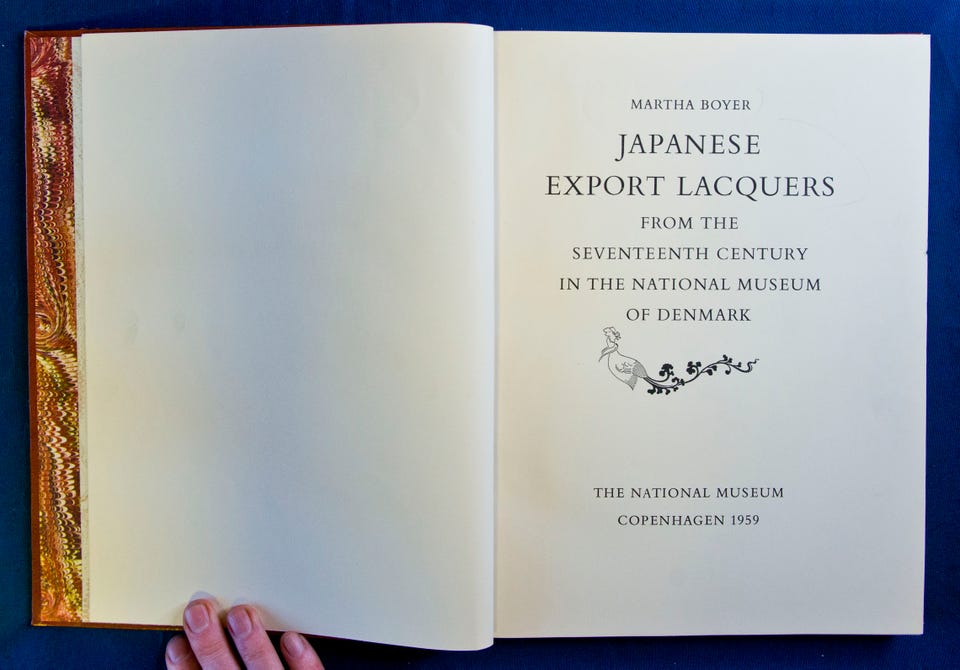 MARTHA BOYER
JAPANESE
EXPORT LACQUERS
FROM THE
SEVENTEENTH CENTURY
IN THE NATIONAL MUSEUM
OF DENMARK
THE NATIONAL MUSEUM
COPENHAGEN 1959